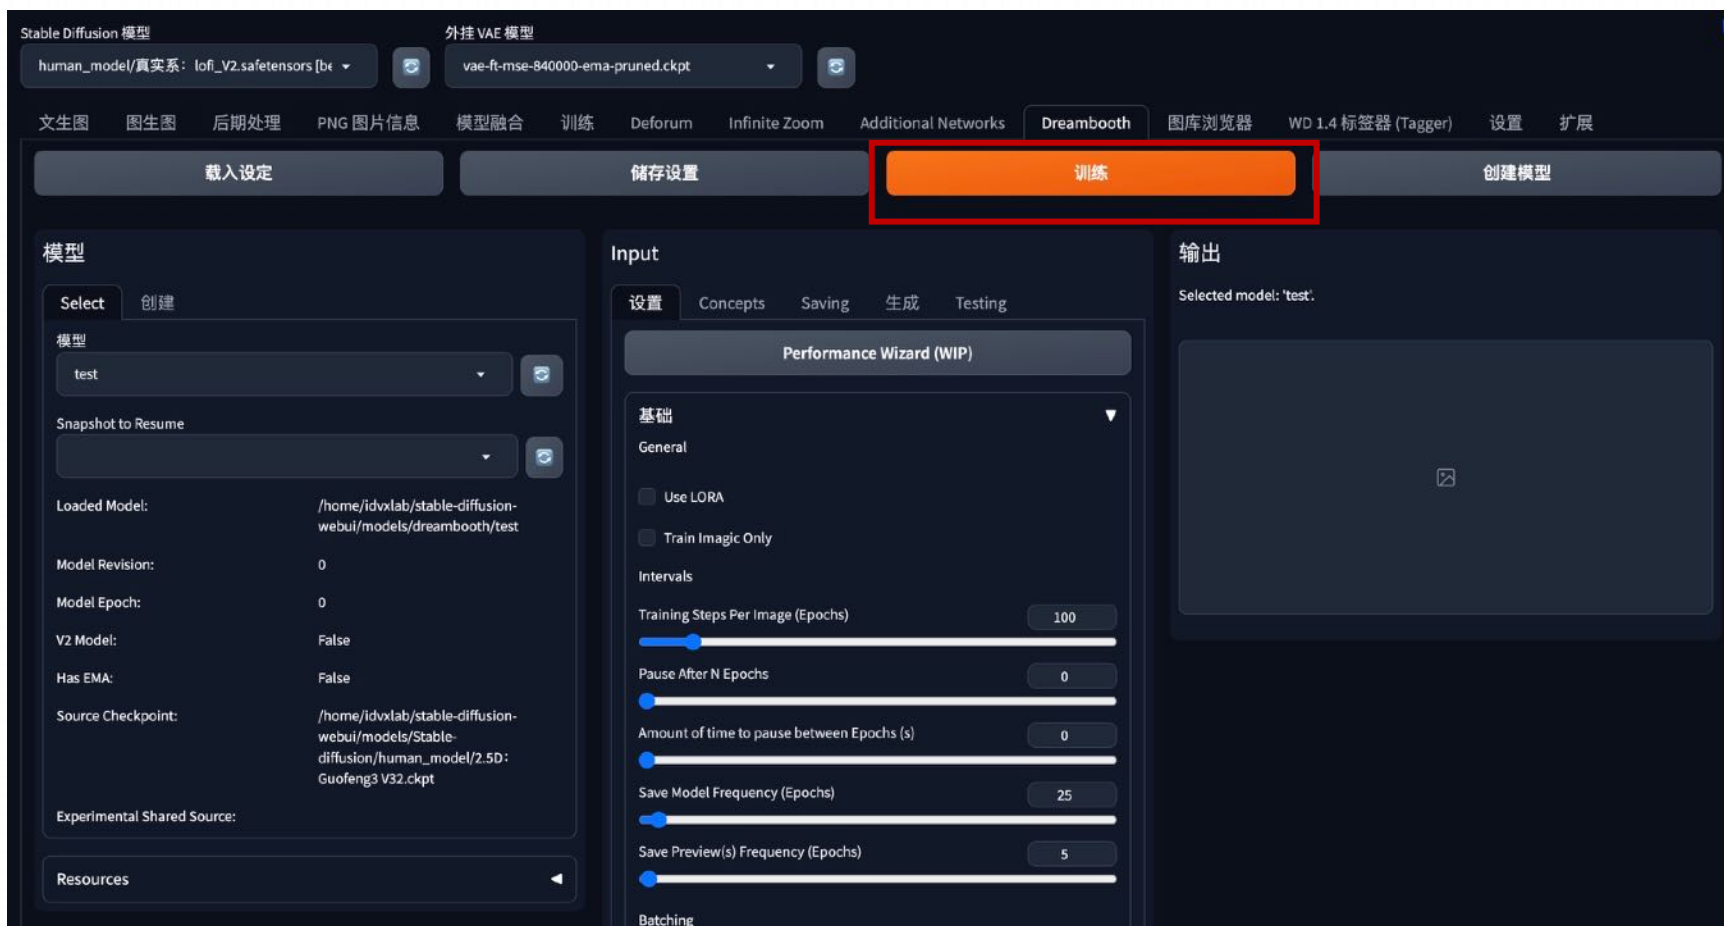 Stable Diffusion 模型
外挂 VAE 模型
human_model/真实系：lofi_V2.safetensors [be
vae-ft-mse-840000-ema-pruned.ckpt
文生图 图生图 后期处理 PNG 图片信息 模型融合 训练 Deforum Infinite Zoom Additional Networks Dreambooth 图库浏览器 WD 1.4 标签器 (Tagger) 设置 扩展
载入设定 储存设置 训练 创建模型
模型
Select 创建
模型
test
Snapshot to Resume
Loaded Model: /home/idvxlab/stable-diffusion-
webui/models/dreambooth/test
Model Revision: 0
Model Epoch: 0
V2 Model: False
Has EMA: False
Source Checkpoint: /home/idvxlab/stable-diffusion-
webui/models/Stable-
diffusion/human_model/2.5D：
Guofeng3 V32.ckpt
Experimental Shared Source:
Resources
Input
设置 Concepts Saving 生成 Testing
Performance Wizard (WIP)
基础
General
Use LORA
Train Imagic Only
Intervals
Training Steps Per Image (Epochs) 100
Pause After N Epochs 0
Amount of time to pause between Epochs (s) 0
Save Model Frequency (Epochs) 25
Save Preview(s) Frequency (Epochs) 5
Batching
输出
Selected model: 'test'.